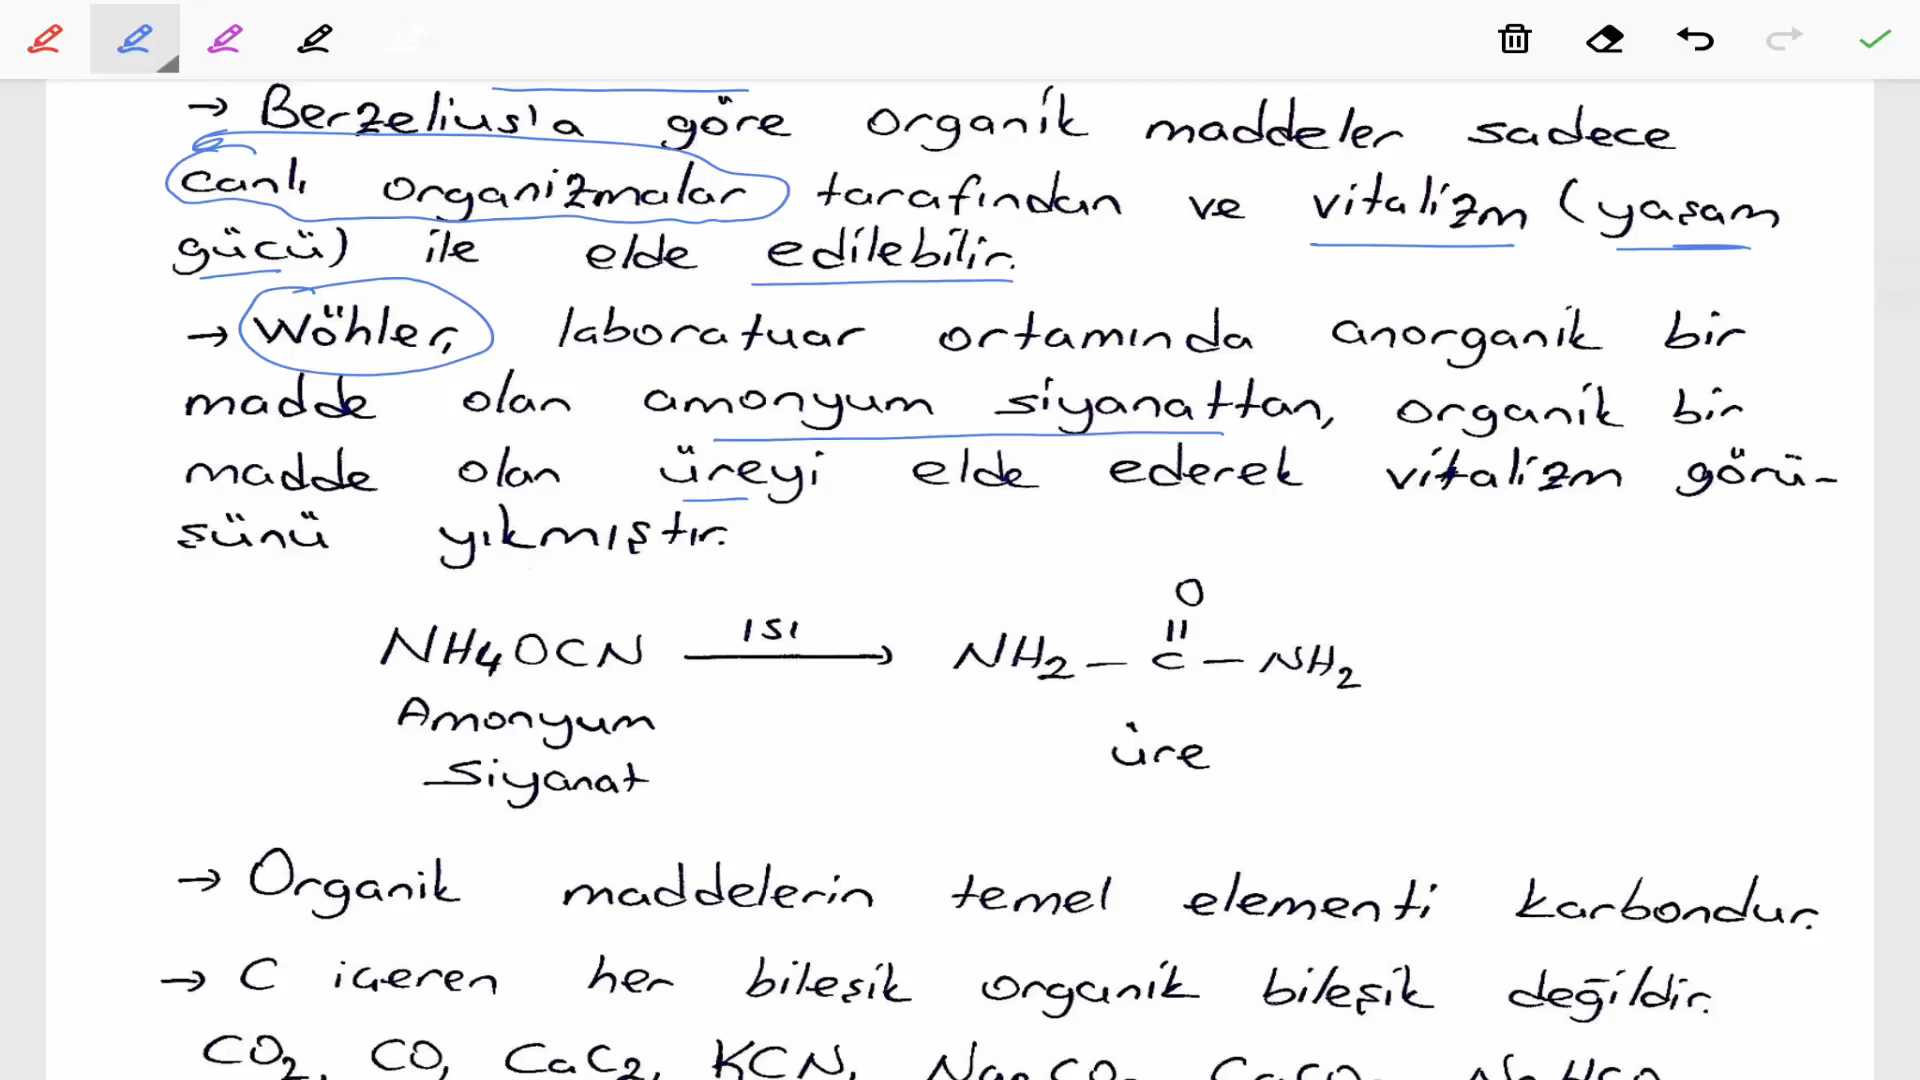 → Berzelius'a göre organik maddeler sadece
canlı organizmalar tarafından ve vitalizm (yaşam
gücü) ile elde edilebilir.
→ Wöhler, laboratuar ortamında anorganik bir
madde olan amonyum siyanattan, organik bir
madde olan üreyi elde ederek vitalizm görü-
şünü yıkmıştır.
O
NH4OCN ısı→ NH2 — C — NH2
Amonyum
Siyanat
üre
→ Organik maddelerin temel elementi karbondur.
→ C içeren her bileşik organik bileşik değildir.
CO2, CO, CaC2, KCN,